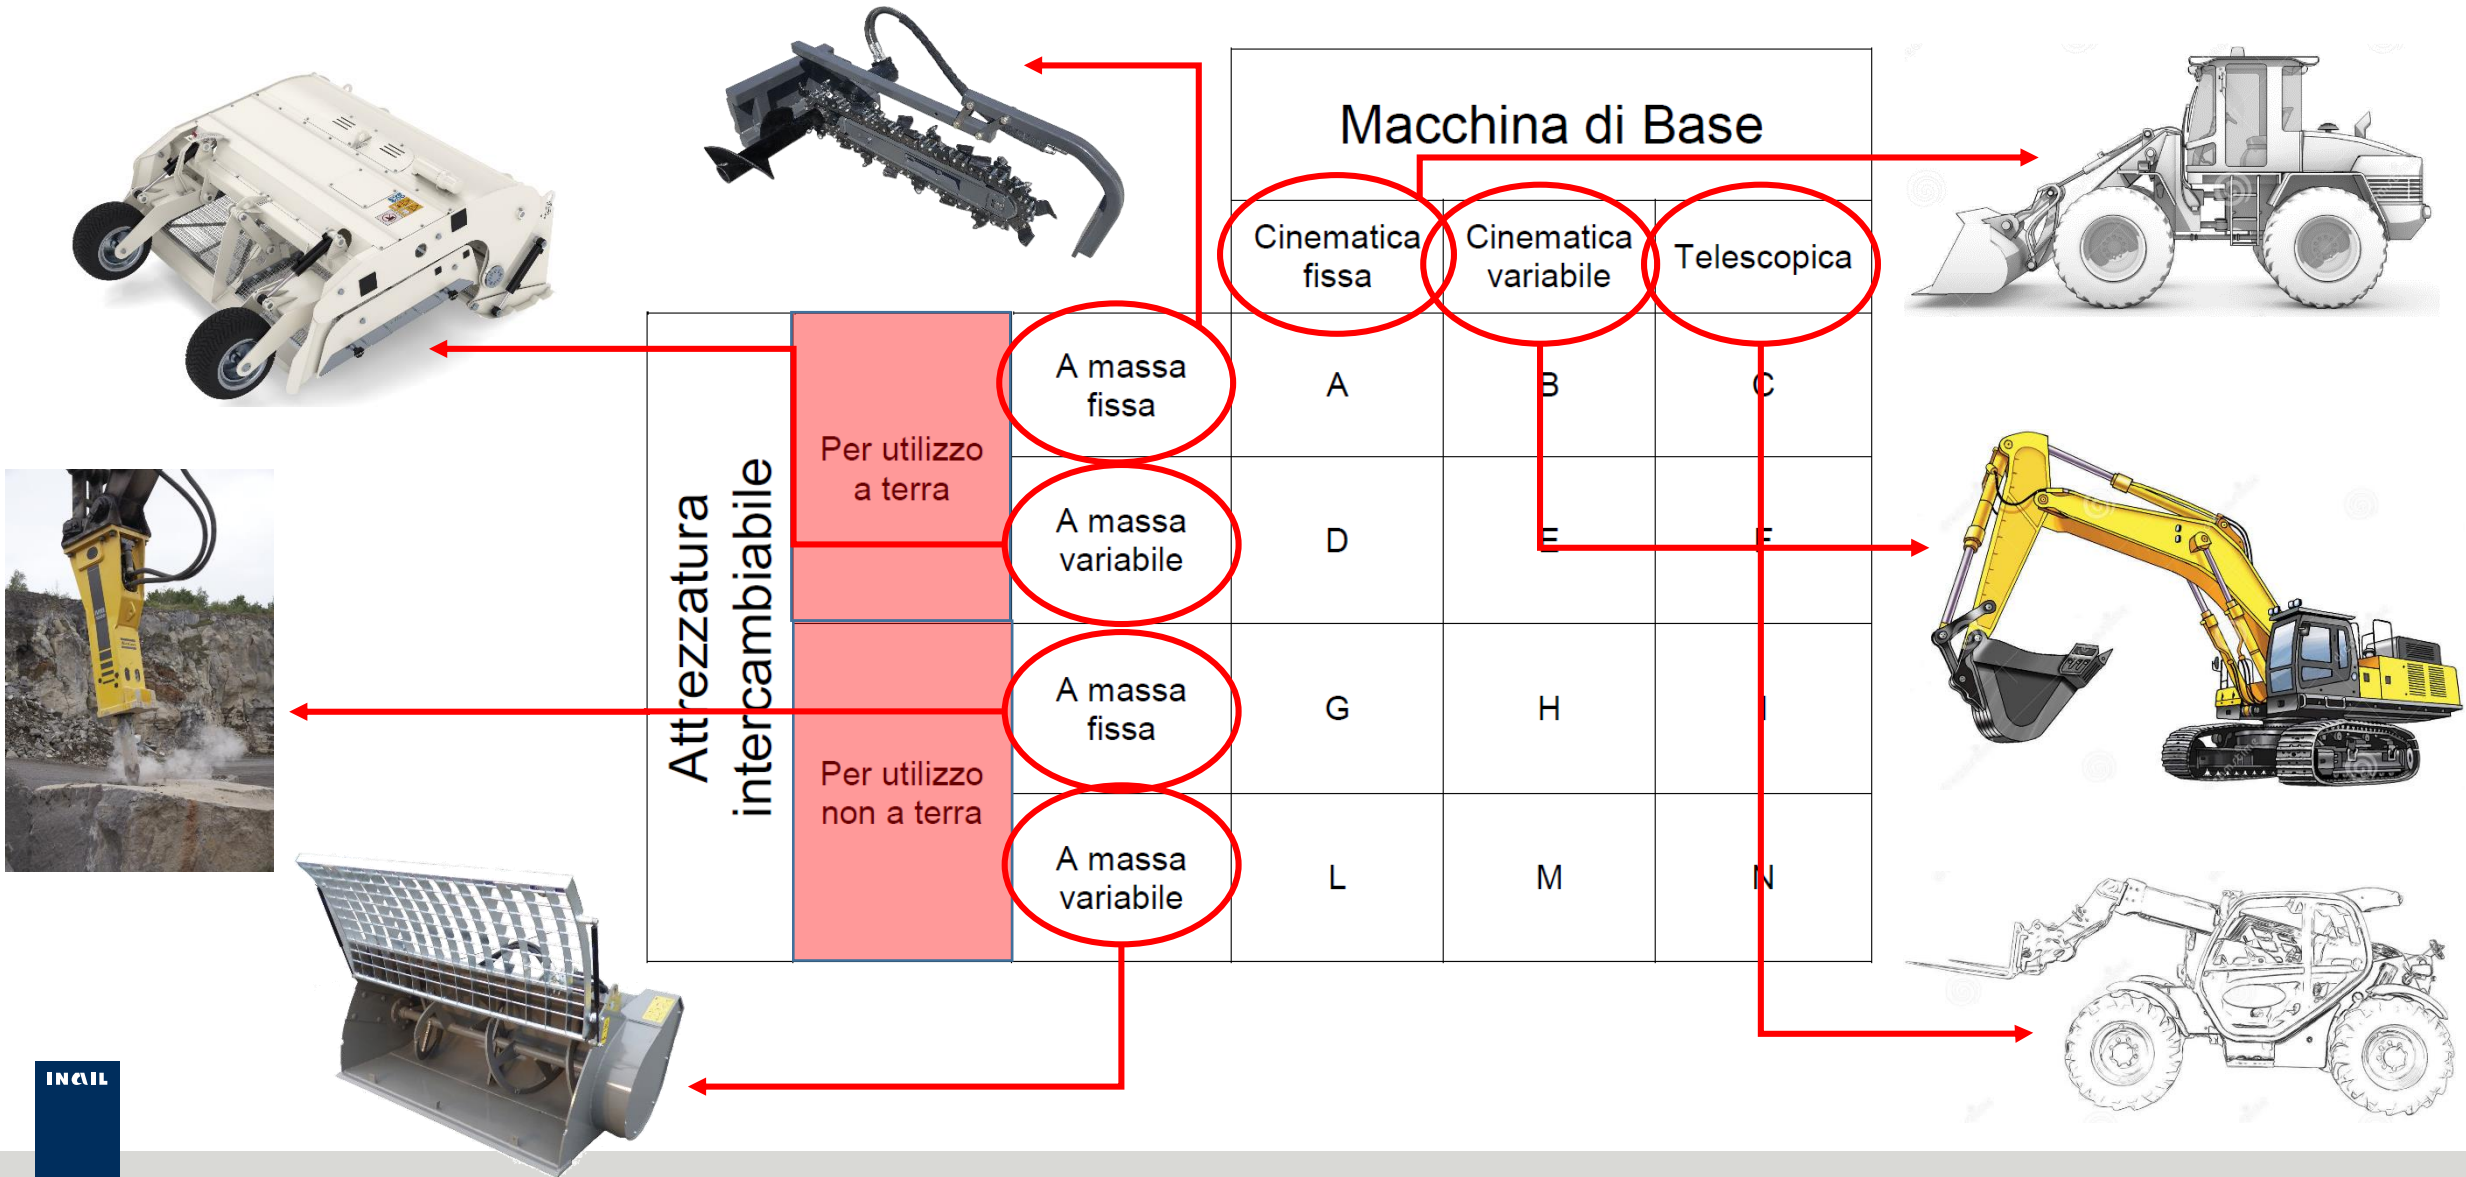 Macchina di Base
Cinematica
fissa
Cinematica
variabile
Telescopica
Attrezzatura
intercambiabile
Per utilizzo
a terra
A massa
fissa
A
B
C
A massa
variabile
D
E
F
Per utilizzo
non a terra
A massa
fissa
G
H
I
A massa
variabile
L
M
N
INAIL